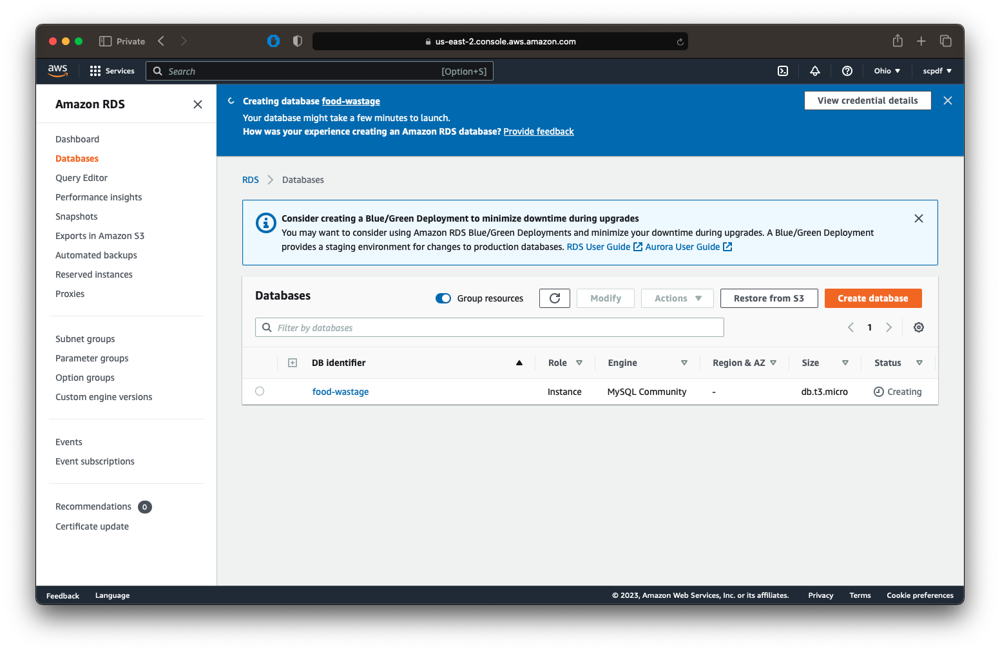 Private
us-east-2.console.aws.amazon.com
aws
Services
Search
[Option+S]
Ohio
scpdf
Amazon RDS
Dashboard
Databases
Query Editor
Performance insights
Snapshots
Exports in Amazon S3
Automated backups
Reserved instances
Proxies
Subnet groups
Parameter groups
Option groups
Custom engine versions
Events
Event subscriptions
Recommendations 0
Certificate update
Creating database food-wastage
View credential details
Your database might take a few minutes to launch.
How was your experience creating an Amazon RDS database? Provide feedback
RDS > Databases
Consider creating a Blue/Green Deployment to minimize downtime during upgrades
You may want to consider using Amazon RDS Blue/Green Deployments and minimize your downtime during upgrades. A Blue/Green Deployment
provides a staging environment for changes to production databases. RDS User Guide Aurora User Guide
Databases
Group resources
Modify
Actions
Restore from S3
Create database
Filter by databases
1
DB identifier
Role
Engine
Region & AZ
Size
Status
food-wastage
Instance
MySQL Community
-
db.t3.micro
Creating
Feedback
Language
© 2023, Amazon Web Services, Inc. or its affiliates.
Privacy
Terms
Cookie preferences